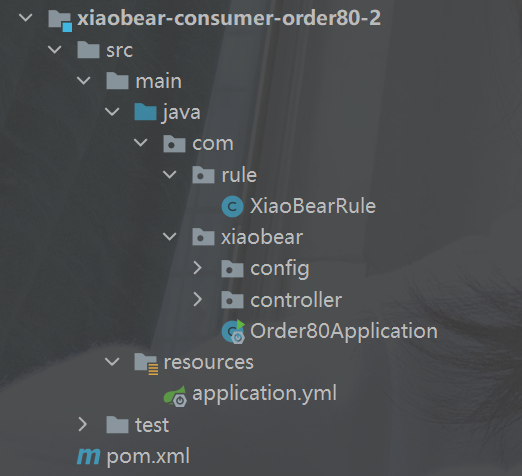 xiaobear-consumer-order80-2
src
main
java
com
rule
XiaoBearRule
xiaobear
config
controller
Order80Application
resources
application.yml
test
pom.xml